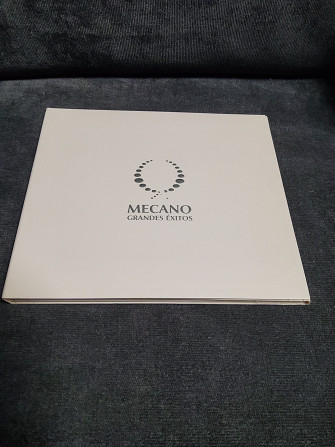 MECANO
GRANDES ÉXITOS